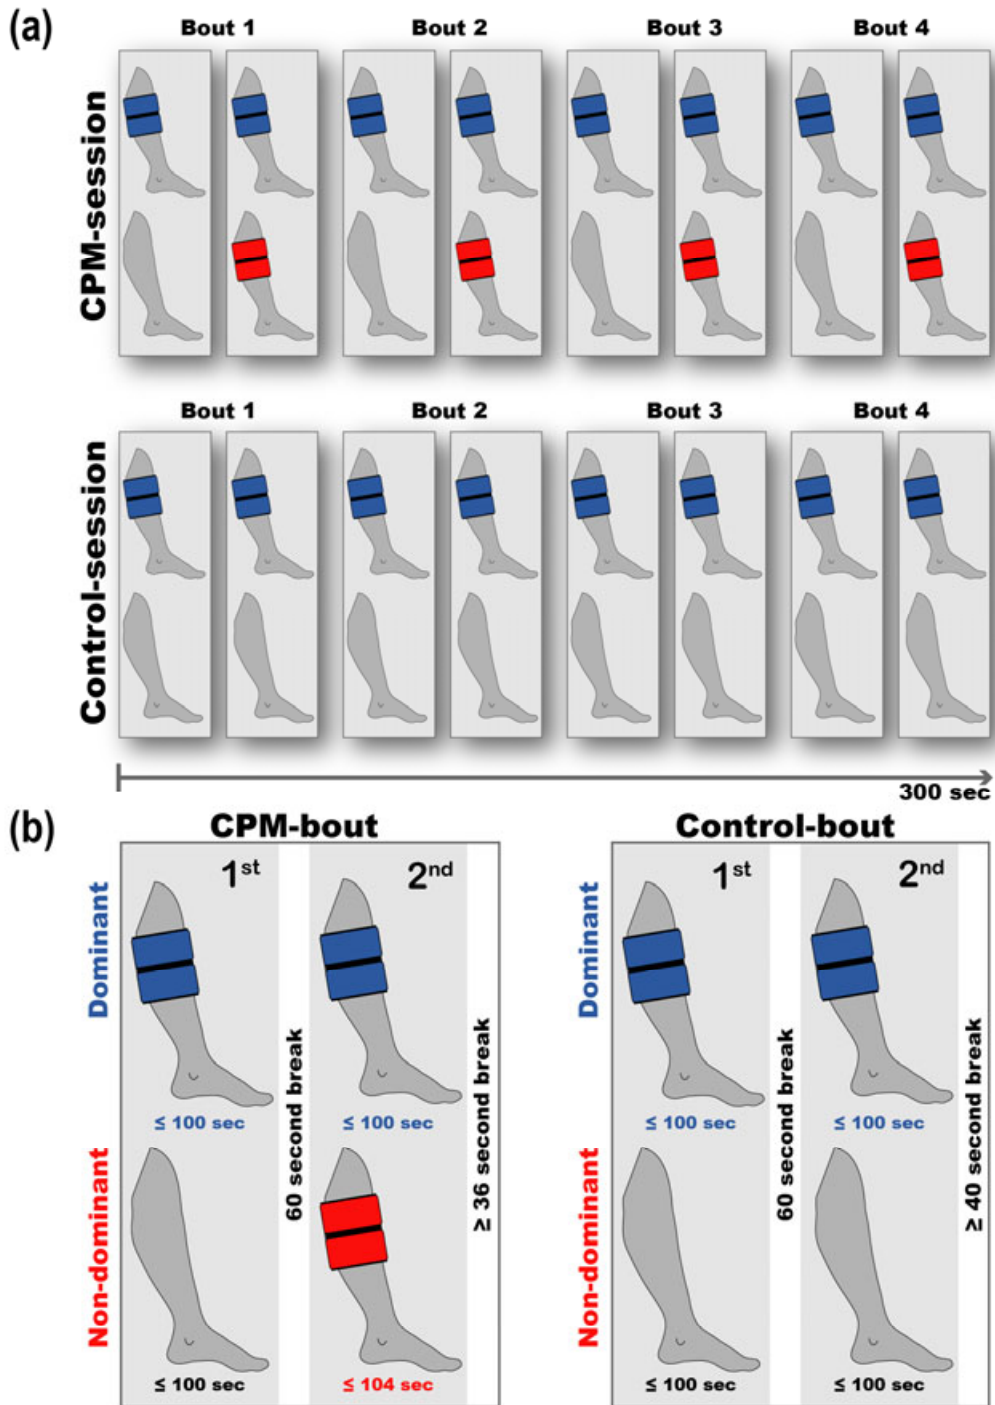 (a)
Bout 1 Bout 2 Bout 3 Bout 4
CPM-session
Bout 1 Bout 2 Bout 3 Bout 4
Control-session
300 sec
(b)
CPM-bout
1st 2nd
Dominant
≤ 100 sec ≤ 100 sec
60 second break
≥ 36 second break
Non-dominant
≤ 100 sec ≤ 104 sec
Control-bout
1st 2nd
Dominant
≤ 100 sec ≤ 100 sec
60 second break
≥ 40 second break
Non-dominant
≤ 100 sec ≤ 100 sec